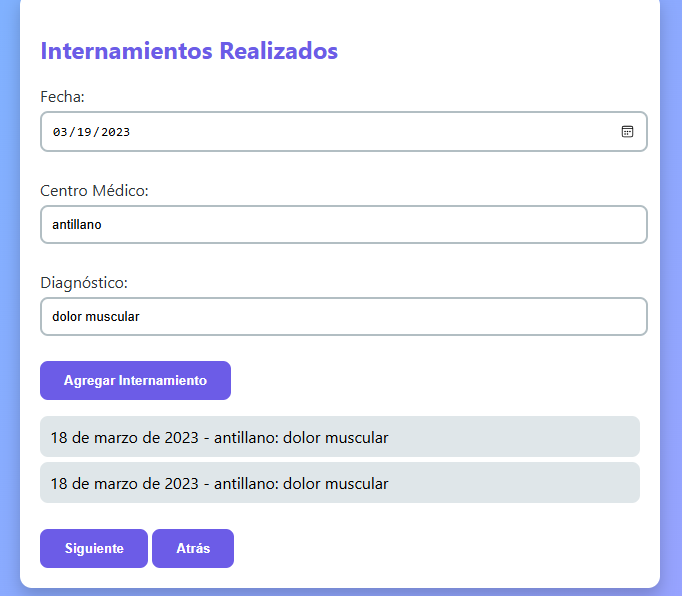 Internamientos Realizados
Fecha:
03/19/2023
Centro Médico:
antillano
Diagnóstico:
dolor muscular
Agregar Internamiento
18 de marzo de 2023 - antillano: dolor muscular
18 de marzo de 2023 - antillano: dolor muscular
Siguiente Atrás